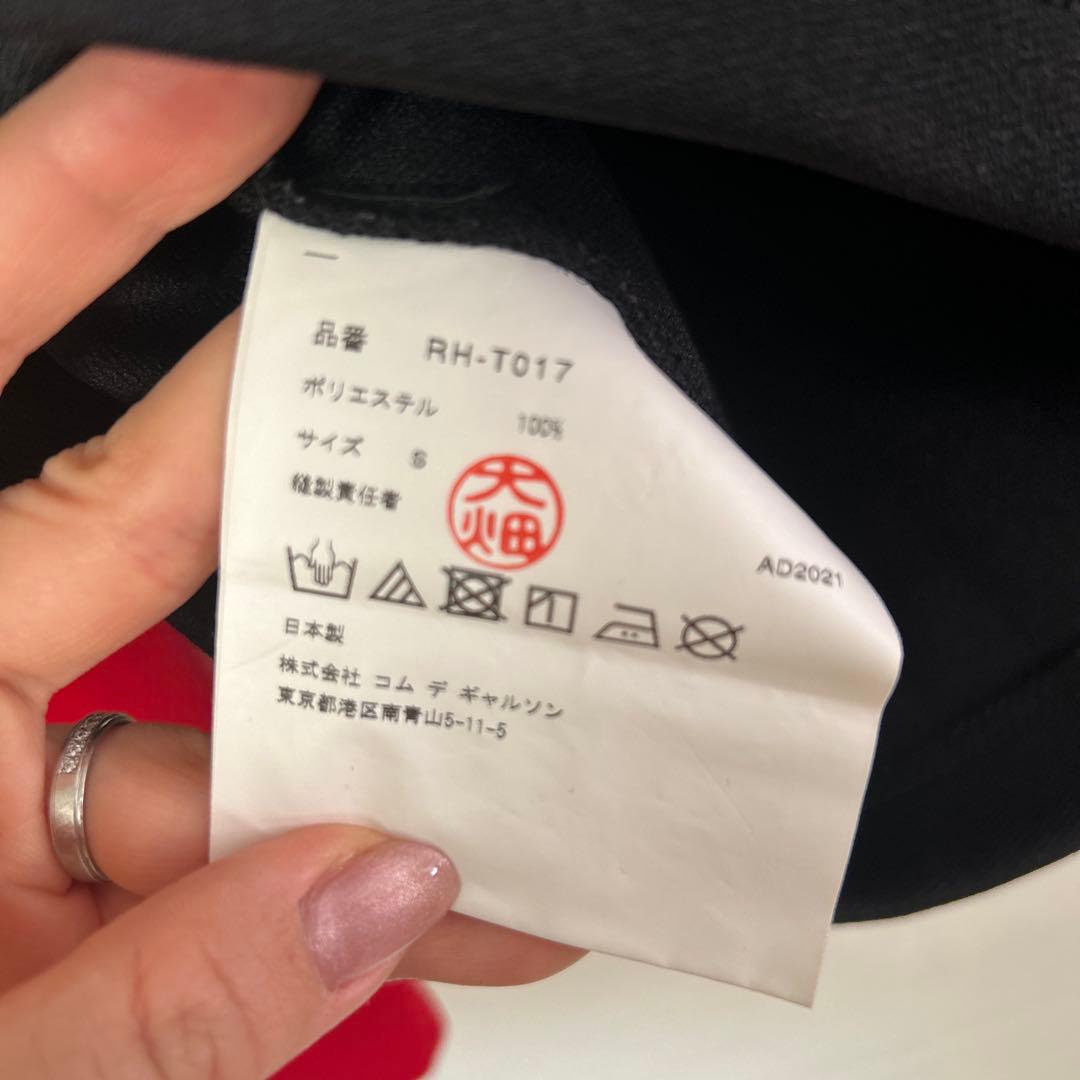 品番 RH-T017
ポリエステル 100%
サイズ S
縫製責任者 大畑
AD2021
日本製
株式会社 コム デ ギャルソン
東京都港区南青山5-11-5